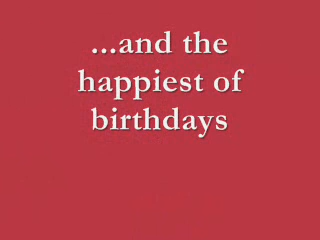 ...and the
happiest of
birthdays